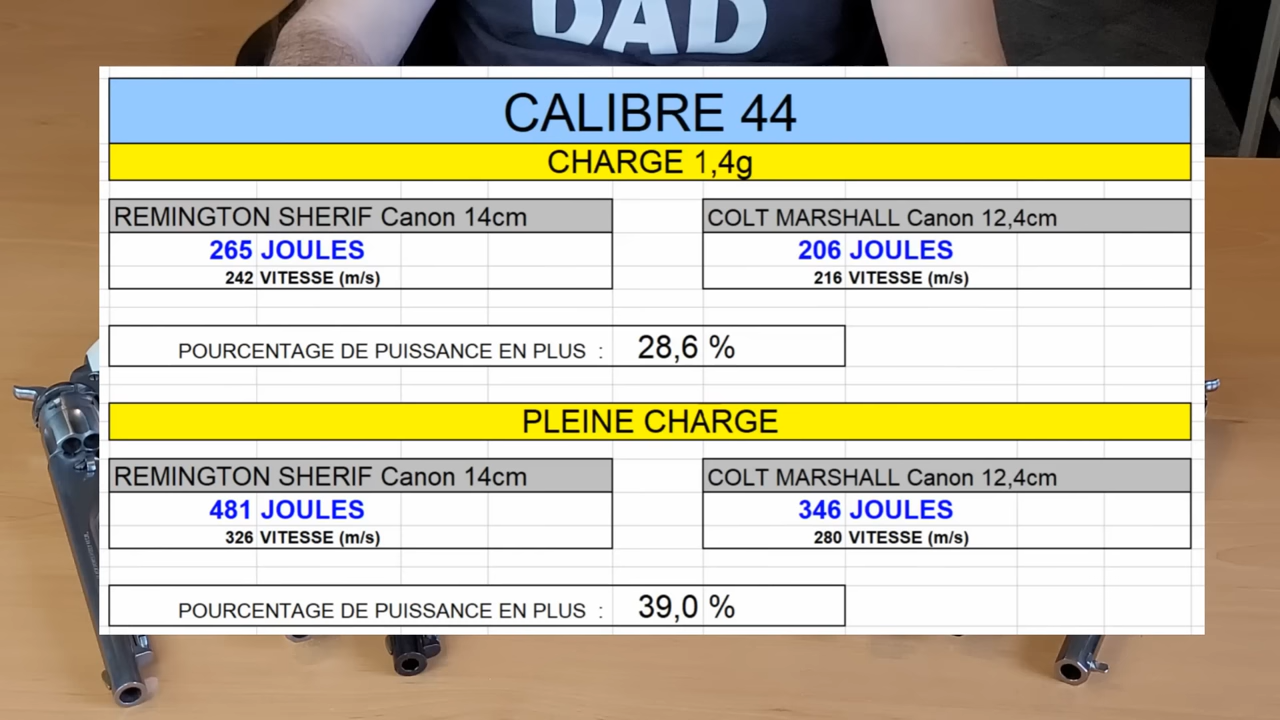 DAD
CALIBRE 44
CHARGE 1,4g
REMINGTON SHERIF Canon 14cm
265 JOULES
242 VITESSE (m/s)
COLT MARSHALL Canon 12,4cm
206 JOULES
216 VITESSE (m/s)
POURCENTAGE DE PUISSANCE EN PLUS : 28,6 %
PLEINE CHARGE
REMINGTON SHERIF Canon 14cm
481 JOULES
326 VITESSE (m/s)
COLT MARSHALL Canon 12,4cm
346 JOULES
280 VITESSE (m/s)
POURCENTAGE DE PUISSANCE EN PLUS : 39,0 %